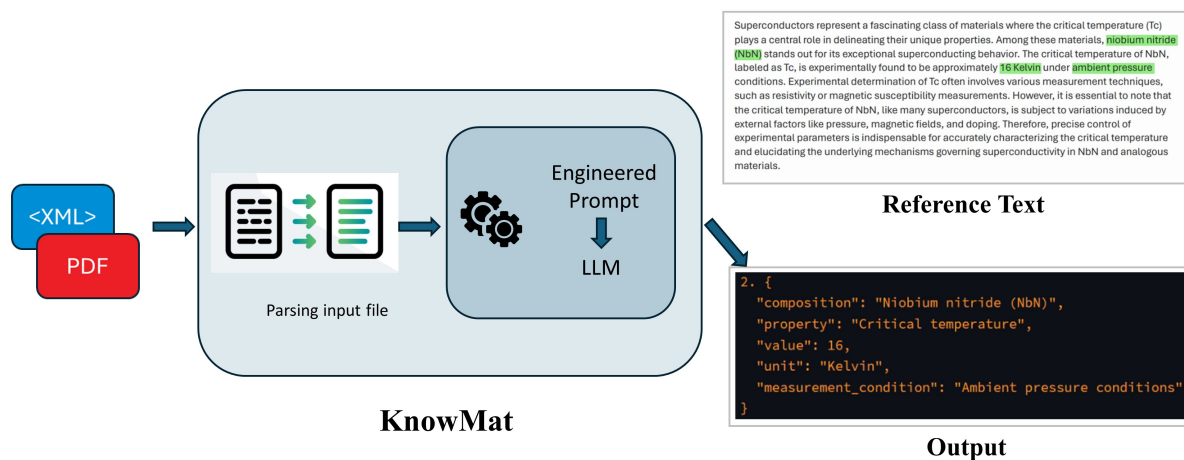 <XML>
PDF
Parsing input file
Engineered
Prompt
LLM
KnowMat
Superconductors represent a fascinating class of materials where the critical temperature (Tc)
plays a central role in delineating their unique properties. Among these materials, niobium nitride
(NbN) stands out for its exceptional superconducting behavior. The critical temperature of NbN,
labeled as Tc, is experimentally found to be approximately 16 Kelvin under ambient pressure
conditions. Experimental determination of Tc often involves various measurement techniques,
such as resistivity or magnetic susceptibility measurements. However, it is essential to note that
the critical temperature of NbN, like many superconductors, is subject to variations induced by
external factors like pressure, magnetic fields, and doping. Therefore, precise control of
experimental parameters is indispensable for accurately characterizing the critical temperature
and elucidating the underlying mechanisms governing superconductivity in NbN and analogous
materials.
Reference Text
2. {
"composition": "Niobium nitride (NbN)",
"property": "Critical temperature",
"value": 16,
"unit": "Kelvin",
"measurement_condition": "Ambient pressure conditions"
}
Output